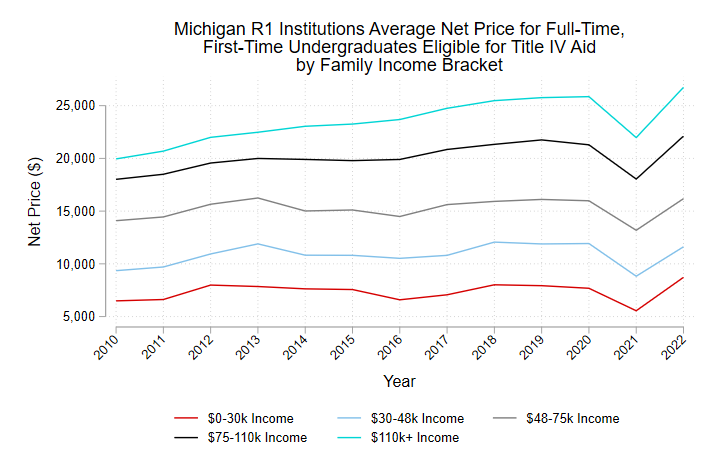 Michigan R1 Institutions Average Net Price for Full-Time,
First-Time Undergraduates Eligible for Title IV Aid
by Family Income Bracket
Net Price ($)
25,000
20,000
15,000
10,000
5,000
2010 2011 2012 2013 2014 2015 2016 2017 2018 2019 2020 2021 2022
Year
$0-30k Income $30-48k Income $48-75k Income
$75-110k Income $110k+ Income